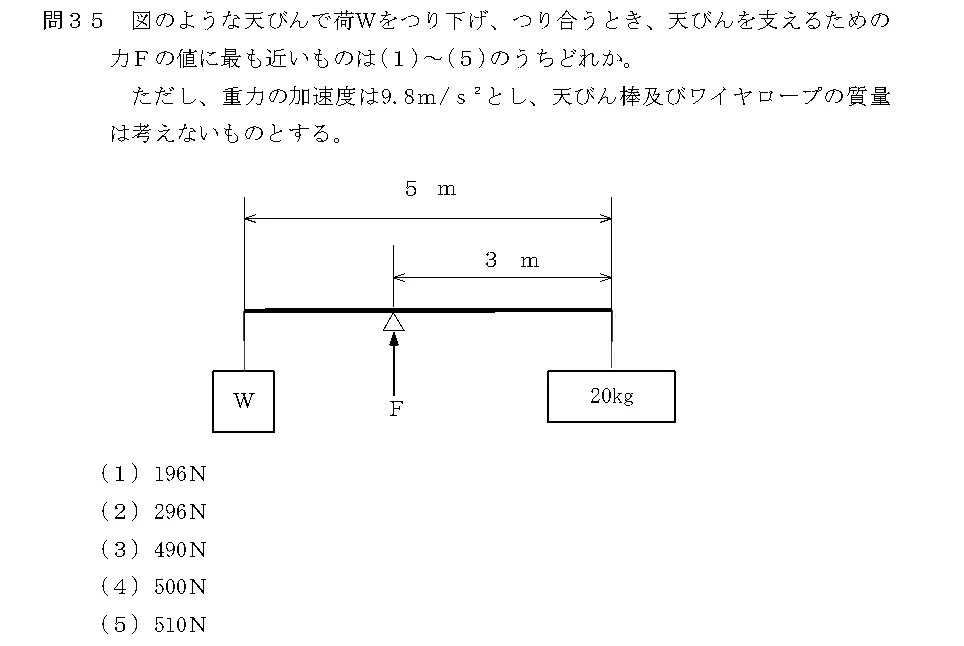 問３５　図のような天びんで荷Ｗをつり下げ、つり合うとき、天びんを支えるための
力Ｆの値に最も近いものは(１)～(５)のうちどれか。
ただし、重力の加速度は9.8ｍ/ｓ²とし、天びん棒及びワイヤロープの質量
は考えないものとする。
５　ｍ
３　ｍ
Ｗ
20kg
Ｆ
(１) 196Ｎ
(２) 296Ｎ
(３) 490Ｎ
(４) 500Ｎ
(５) 510Ｎ